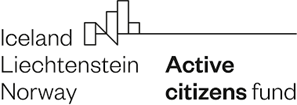 Iceland
Liechtenstein
Norway
Active
citizens fund